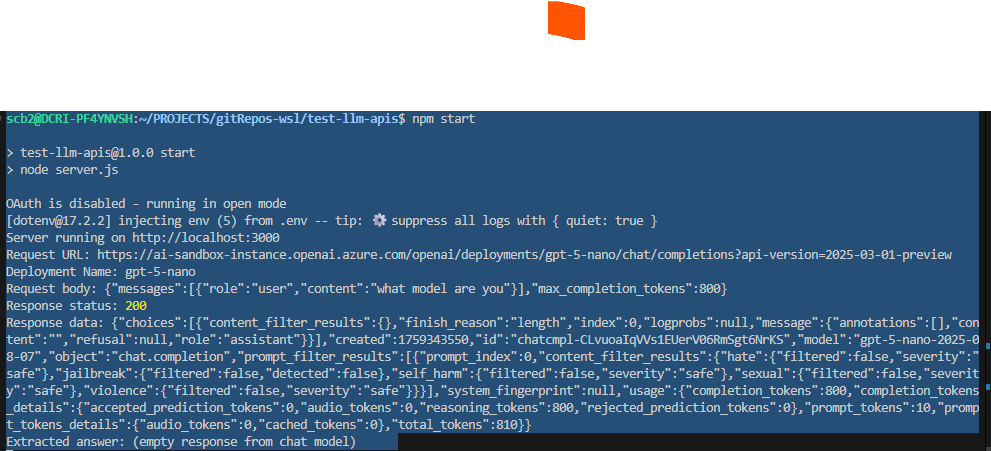 scb2@DCRI-PF4YNVSH:~/PROJECTS/gitRepos-wsl/test-llm-apis$ npm start
> test-llm-apis@1.0.0 start
> node server.js
OAuth is disabled - running in open mode
[dotenv@17.2.2] injecting env (5) from .env -- tip: ⚙️ suppress all logs with { quiet: true }
Server running on http://localhost:3000
Request URL: https://ai-sandbox-instance.openai.azure.com/openai/deployments/gpt-5-nano/chat/completions?api-version=2025-03-01-preview
Deployment Name: gpt-5-nano
Request body: {"messages":[{"role":"user","content":"what model are you"}],"max_completion_tokens":800}
Response status: 200
Response data: {"choices":[{"content_filter_results":{},"finish_reason":"length","index":0,"logprobs":null,"message":{"annotations":[],"con
tent":"","refusal":null,"role":"assistant"}}],"created":1759343550,"id":"chatcmpl-CLvuoaIqVVs1EUerV06RmSgt6NrKS","model":"gpt-5-nano-2025-0
8-07","object":"chat.completion","prompt_filter_results":[{"prompt_index":0,"content_filter_results":{"hate":{"filtered":false,"severity":"
safe"},"jailbreak":{"filtered":false,"detected":false},"self_harm":{"filtered":false,"severity":"safe"},"sexual":{"filtered":false,"severit
y":"safe"},"violence":{"filtered":false,"severity":"safe"}}}],"system_fingerprint":null,"usage":{"completion_tokens":800,"completion_tokens
_details":{"accepted_prediction_tokens":0,"audio_tokens":0,"reasoning_tokens":800,"rejected_prediction_tokens":0},"prompt_tokens":10,"promp
t_tokens_details":{"audio_tokens":0,"cached_tokens":0},"total_tokens":810}}
Extracted answer: (empty response from chat model)